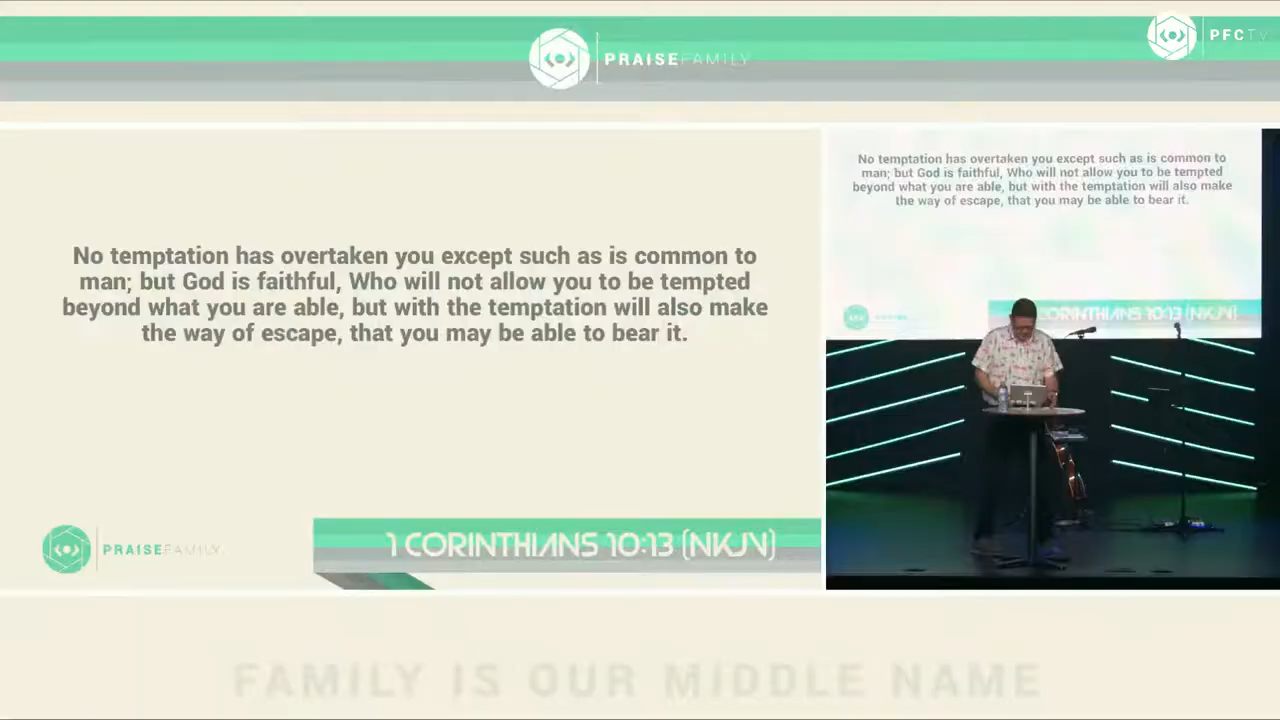 PRAISEFAMILY
PFCTV
No temptation has overtaken you except such as is common to
man; but God is faithful, Who will not allow you to be tempted
beyond what you are able, but with the temptation will also make
the way of escape, that you may be able to bear it.
PRAISEFAMILY
1 CORINTHIANS 10:13 (NKJV)
No temptation has overtaken you except such as is common to
man; but God is faithful, Who will not allow you to be tempted
beyond what you are able, but with the temptation will also make
the way of escape, that you may be able to bear it.
CORINTHIANS 10:13 (NKJV)
FAMILY IS OUR MIDDLE NAME